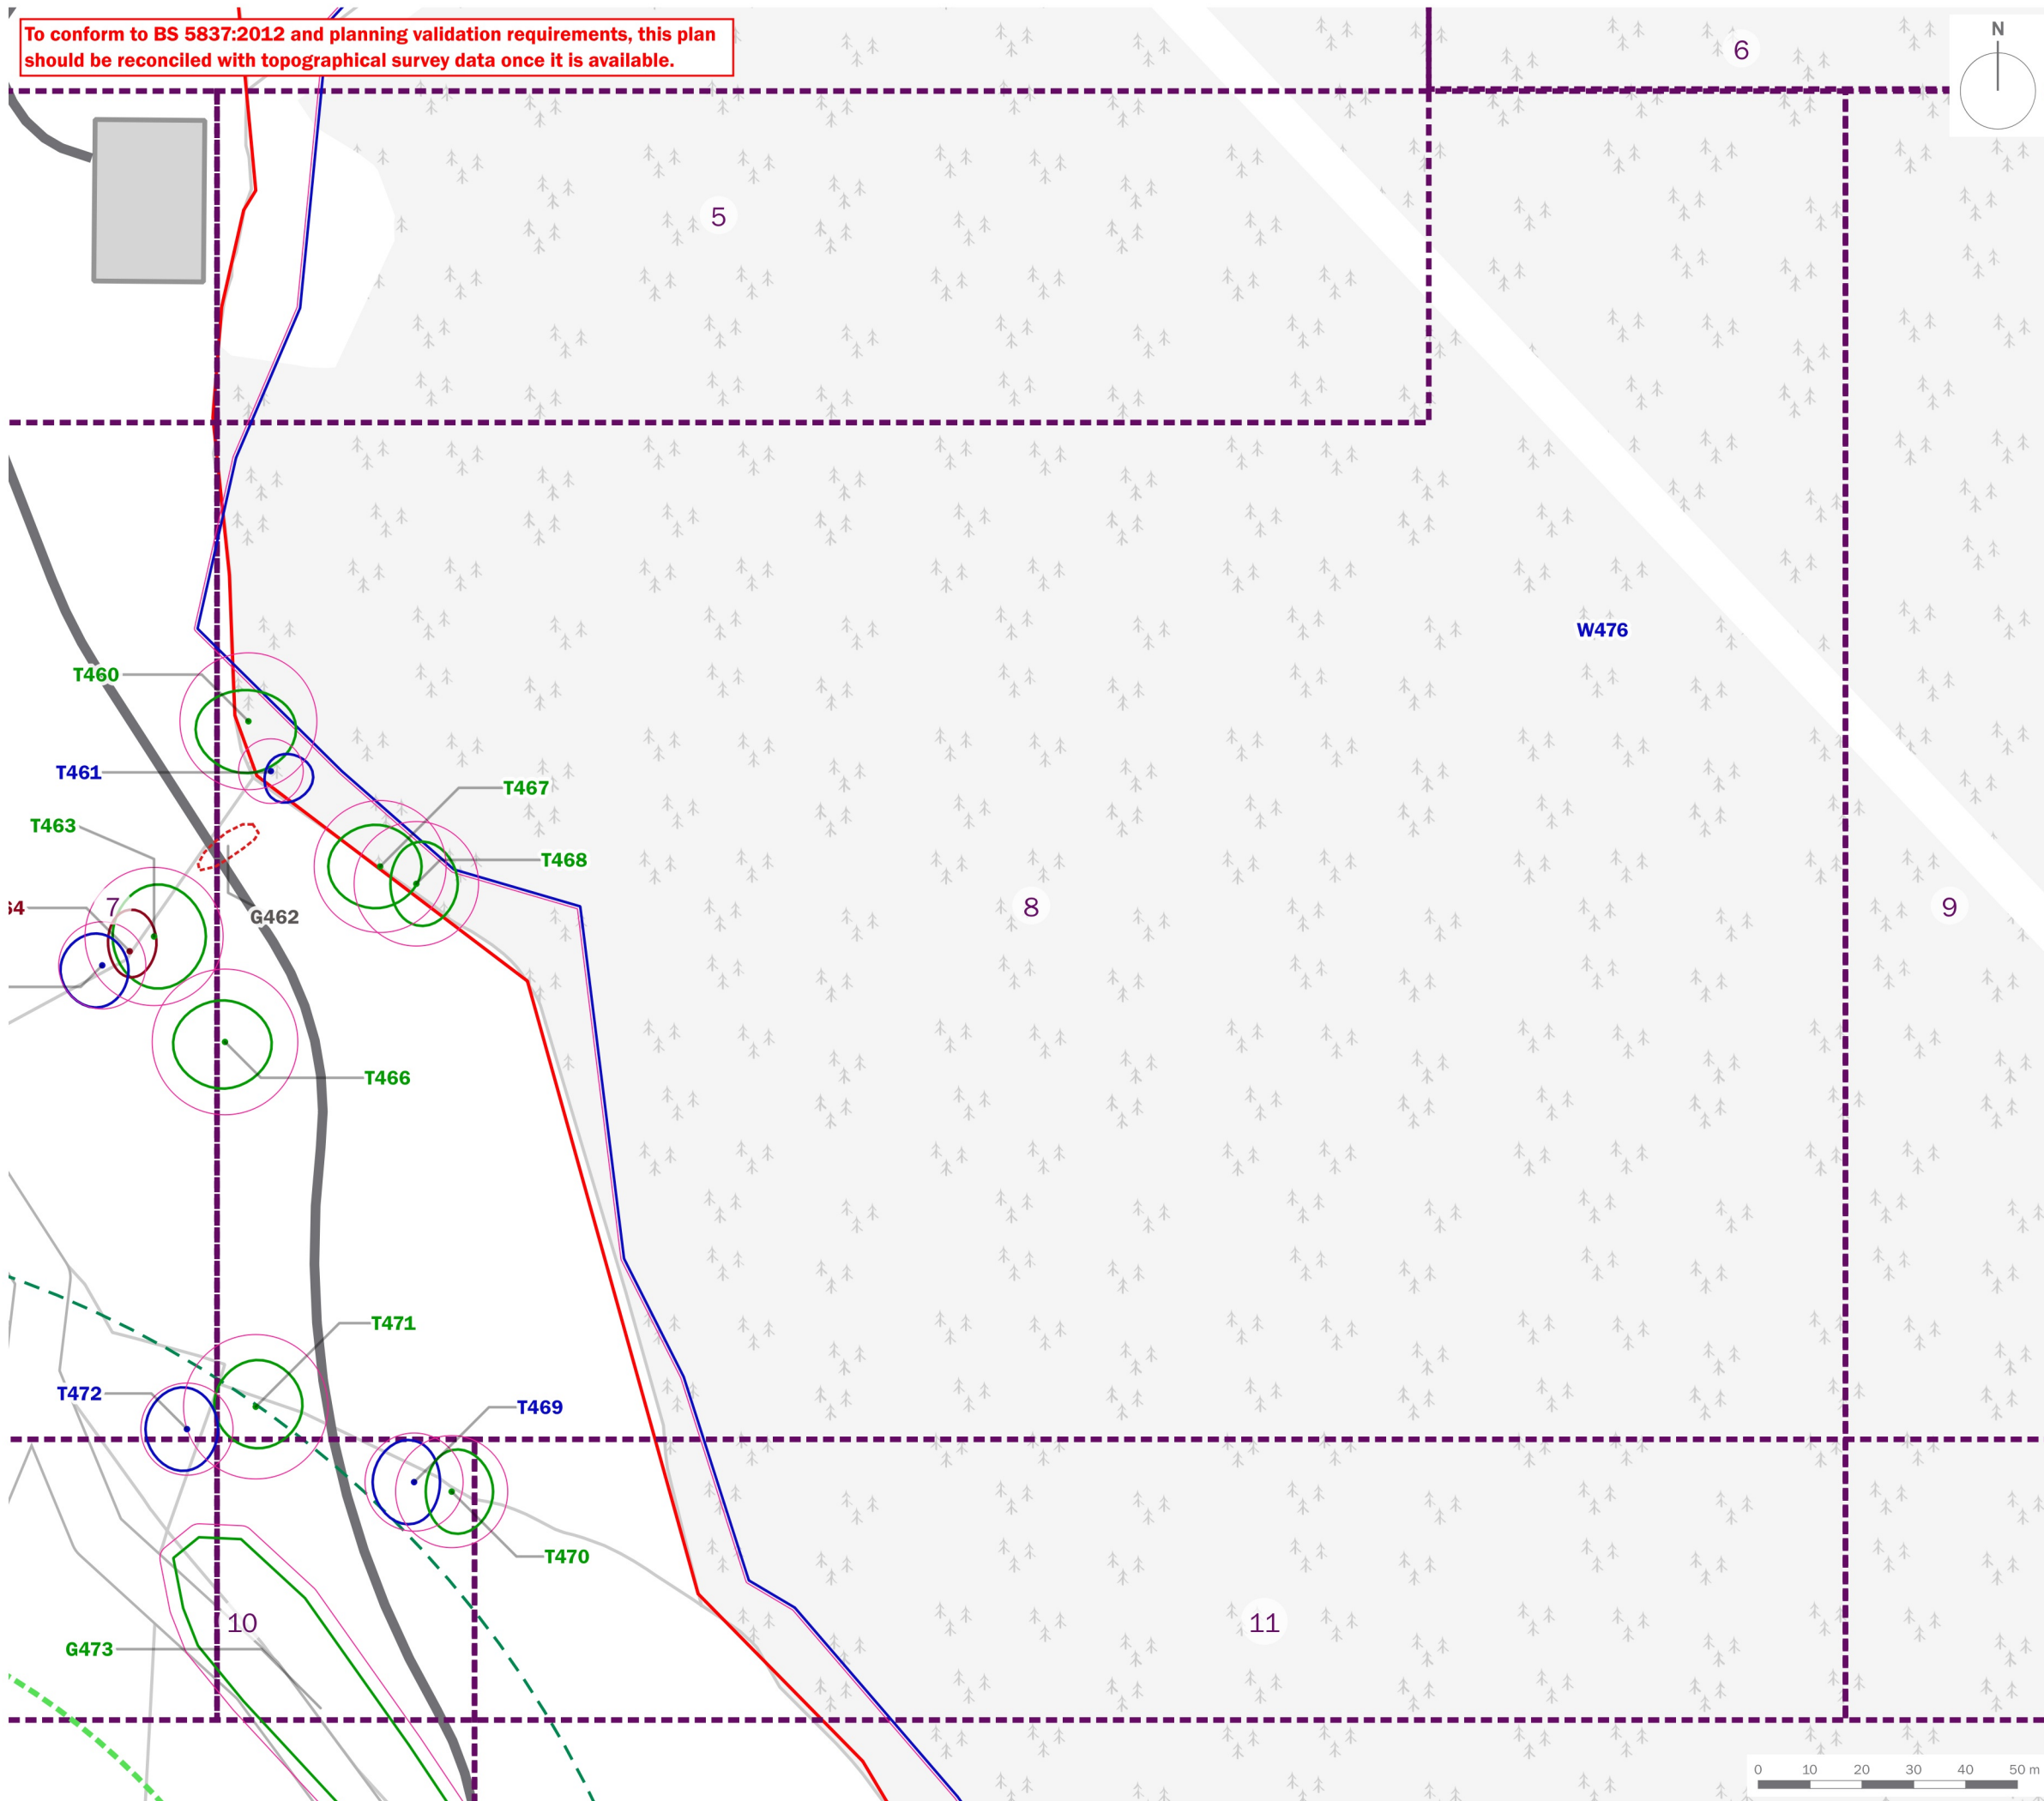 To conform to BS 5837:2012 and planning validation requirements, this plan
should be reconciled with topographical survey data once it is available.
N
6
5
W476
T460
T461
T467
T463
T468
7
8
9
G462
T466
T471
T472
T469
T470
10
11
G473
0 10 20 30 40 50 m